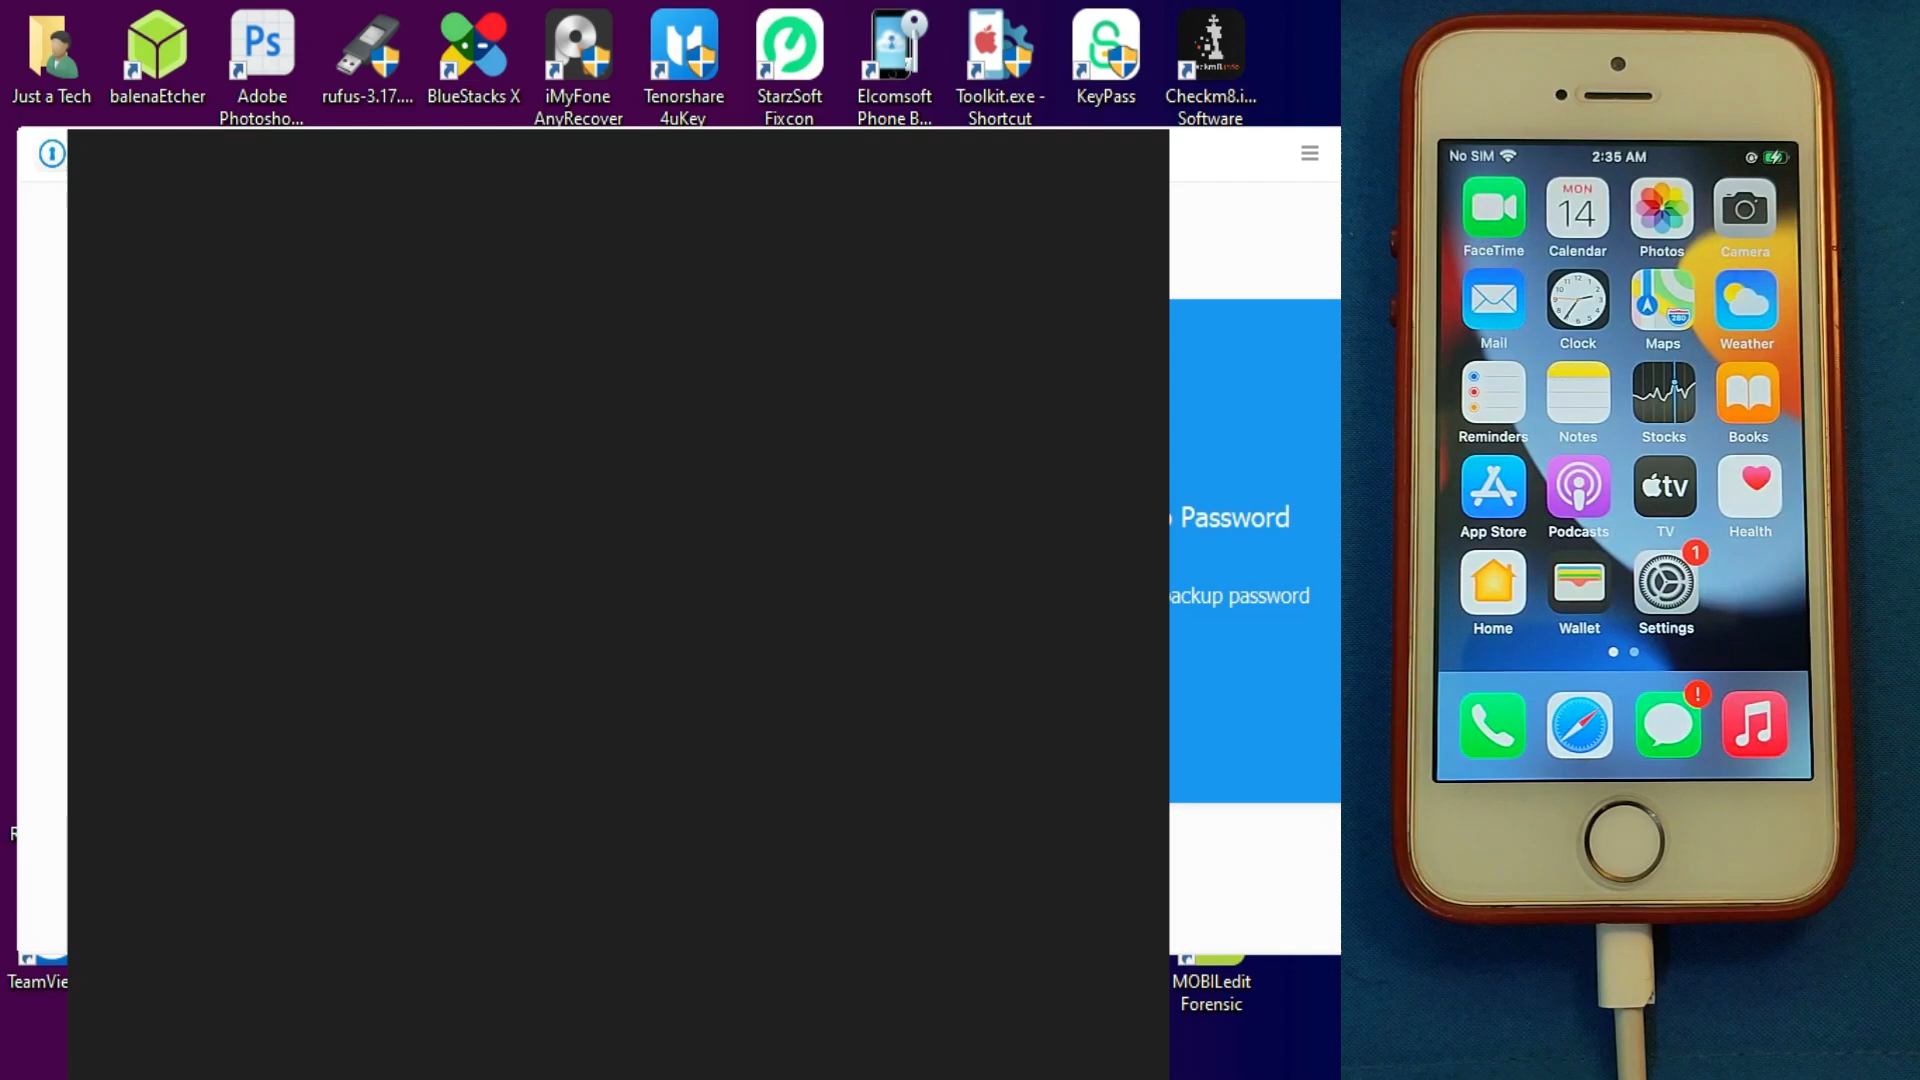 Just a Tech
balenaEtcher
Adobe
Photosho...
rufus-3.17....
BlueStacks X
iMyFone
AnyRecover
Tenorshare
4uKey
StarzSoft
Fixcon
Elcomsoft
Phone B...
Toolkit.exe -
Shortcut
KeyPass
Checkm8.i...
Software
Ps
Password
backup password
TeamVie
MOBILedit
Forensic
No SIM
2:35 AM
MON
14
FaceTime
Calendar
Photos
Camera
280
Mail
Clock
Maps
Weather
Reminders
Notes
Stocks
Books
tv
App Store
Podcasts
TV
Health
1
Home
Wallet
Settings
!